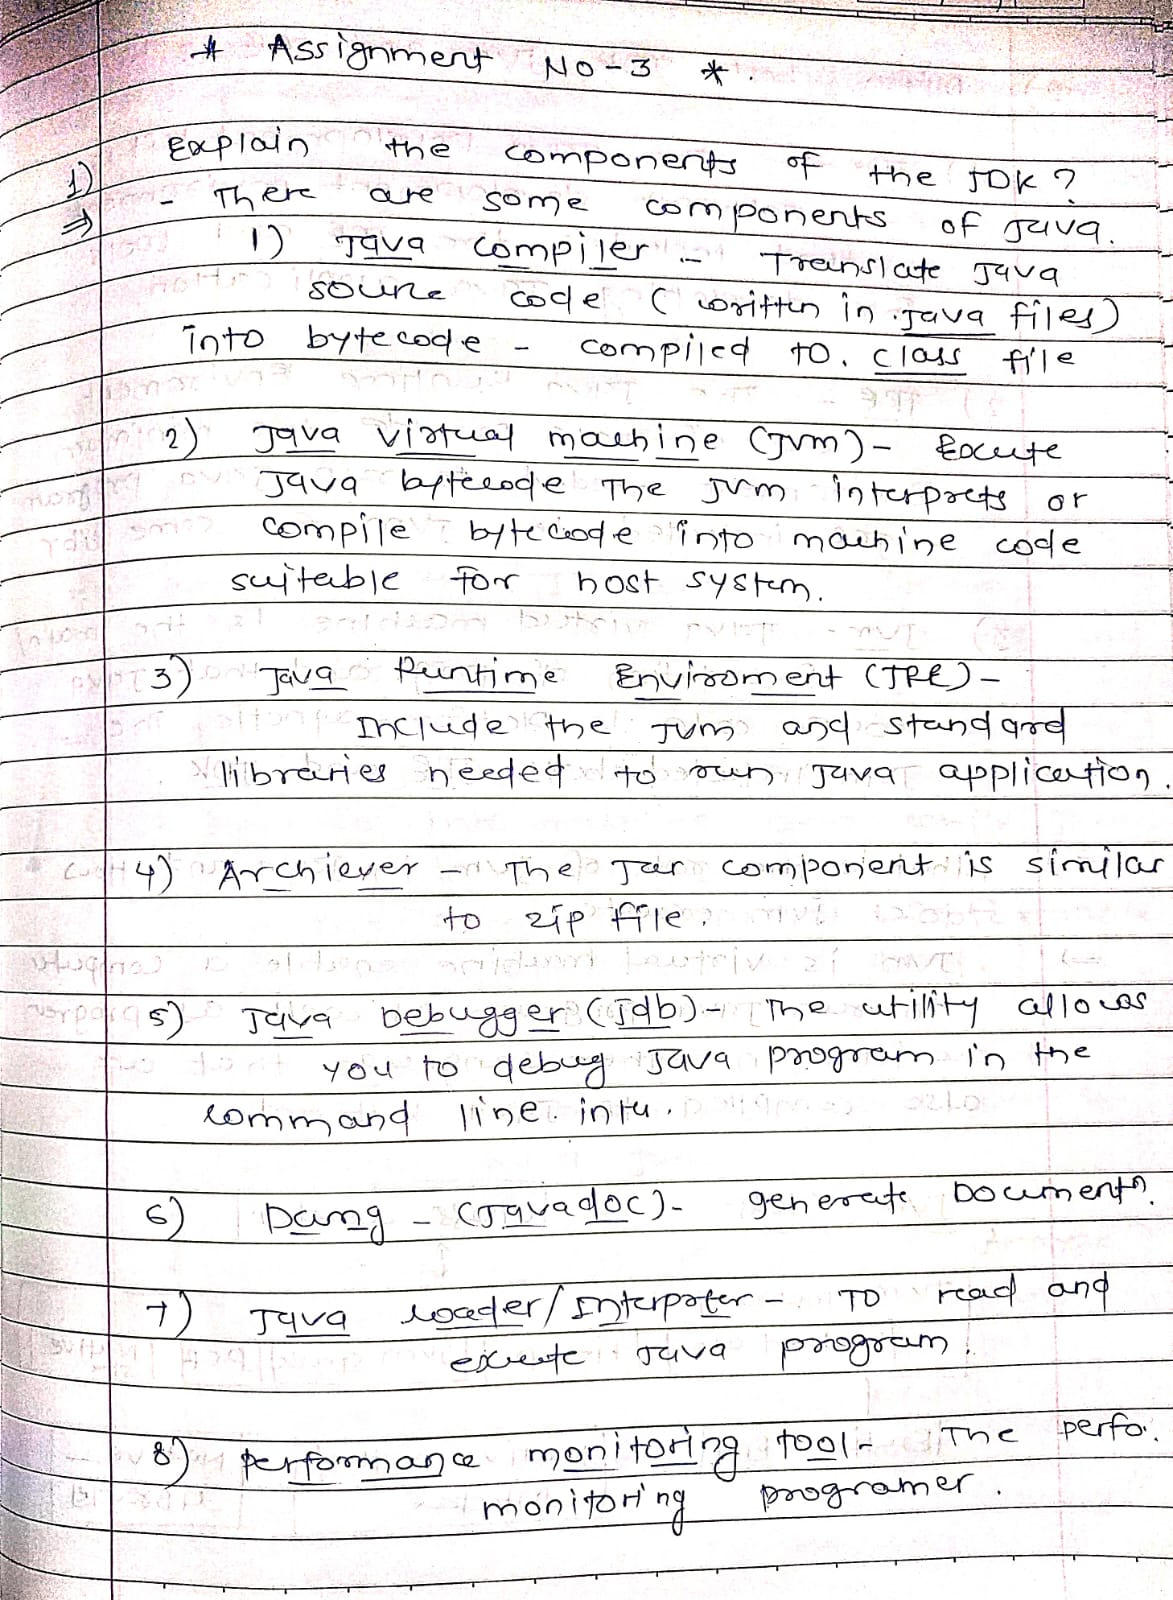 * Assignment No-3 *.
1) Explain the components of the JDK ?
⇒ - There are some components of Java.
1) Java compiler - Translate Java
source code (written in .java files)
into bytecode - compiled to .class file
2) Java virtual machine (JVM) - Execute
Java bytecode The JVM interprets or
compile bytecode into machine code
suitable for host system.
3) Java Runtime Enviroment (JRE) -
Include the JVM and standard
libraries needed to run Java application.
4) Archiever - The Jar component is similar
to zip file.
5) Java Debugger (Jdb) - The utility allows
you to debug Java program in the
command line inta.
6) (Javadoc) - generate Documentn.
7) Java loader/Interpreter - To read and
execute Java program.
8) Performance monitoring tool - The perfo.
monitoring programer.